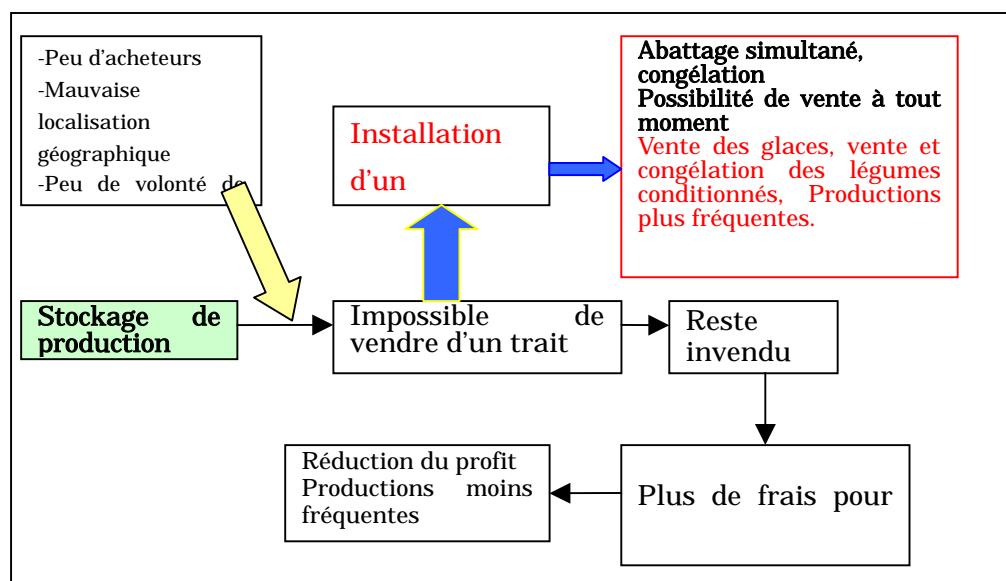 -Peu d'acheteurs
-Mauvaise
localisation
géographique
-Peu de volonté de
Installation
d'un
Abattage simultané,
congélation
Possibilité de vente à tout
moment
Vente des glaces, vente et
congélation des légumes
conditionnés, Productions
plus fréquentes.
Stockage de
production
Impossible de
vendre d'un trait
Reste
invendu
Réduction du profit
Productions moins
fréquentes
Plus de frais pour